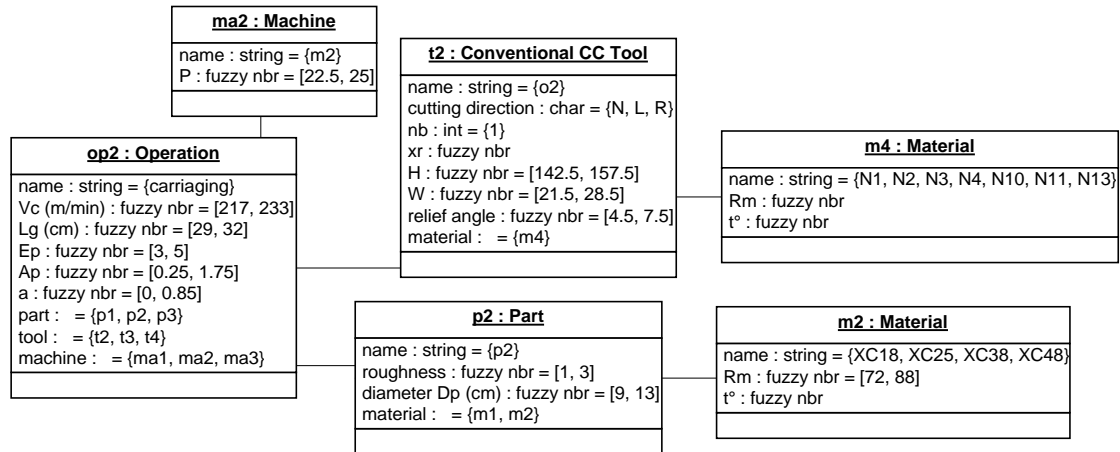 ma2 : Machine
name : string = {m2}
P : fuzzy nbr = [22.5, 25]
t2 : Conventional CC Tool
name : string = {o2}
cutting direction : char = {N, L, R}
nb : int = {1}
xr : fuzzy nbr
H : fuzzy nbr = [142.5, 157.5]
W : fuzzy nbr = [21.5, 28.5]
relief angle : fuzzy nbr = [4.5, 7.5]
material :   = {m4}
m4 : Material
name : string = {N1, N2, N3, N4, N10, N11, N13}
Rm : fuzzy nbr
t° : fuzzy nbr
op2 : Operation
name : string = {carriaging}
Vc (m/min) : fuzzy nbr = [217, 233]
Lg (cm) : fuzzy nbr = [29, 32]
Ep : fuzzy nbr = [3, 5]
Ap : fuzzy nbr = [0.25, 1.75]
a : fuzzy nbr = [0, 0.85]
part :   = {p1, p2, p3}
tool :   = {t2, t3, t4}
machine :   = {ma1, ma2, ma3}
p2 : Part
name : string = {p2}
roughness : fuzzy nbr = [1, 3]
diameter Dp (cm) : fuzzy nbr = [9, 13]
material :   = {m1, m2}
m2 : Material
name : string = {XC18, XC25, XC38, XC48}
Rm : fuzzy nbr = [72, 88]
t° : fuzzy nbr